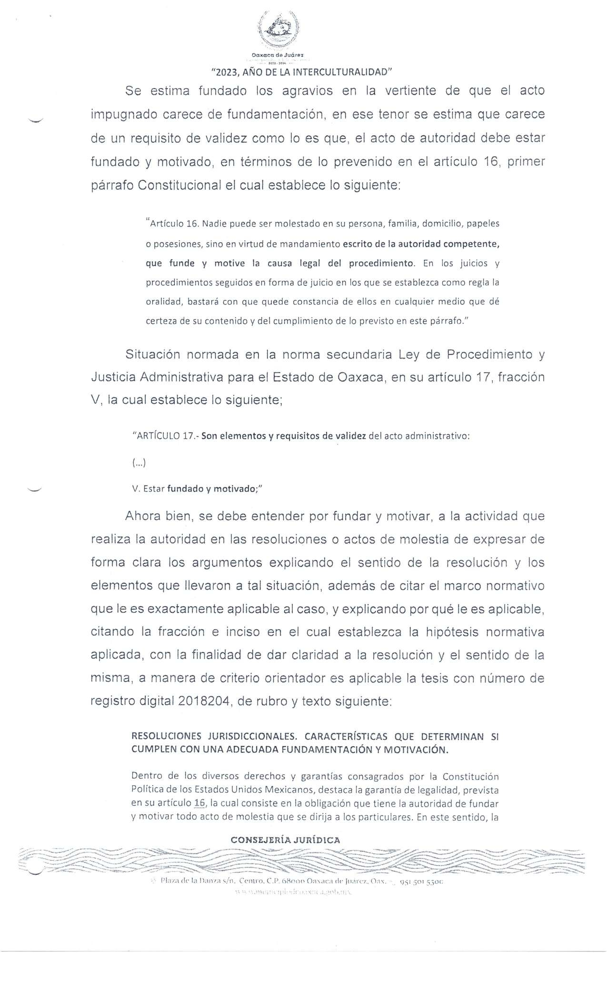 Oaxaca de Juárez
2022 - 2024
"2023, AÑO DE LA INTERCULTURALIDAD"
Se estima fundado los agravios en la vertiente de que el acto
impugnado carece de fundamentación, en ese tenor se estima que carece
de un requisito de validez como lo es que, el acto de autoridad debe estar
fundado y motivado, en términos de lo prevenido en el artículo 16, primer
párrafo Constitucional el cual establece lo siguiente:
"Artículo 16. Nadie puede ser molestado en su persona, familia, domicilio, papeles
o posesiones, sino en virtud de mandamiento escrito de la autoridad competente,
que funde y motive la causa legal del procedimiento. En los juicios y
procedimientos seguidos en forma de juicio en los que se establezca como regla la
oralidad, bastará con que quede constancia de ellos en cualquier medio que dé
certeza de su contenido y del cumplimiento de lo previsto en este párrafo."
Situación normada en la norma secundaria Ley de Procedimiento y
Justicia Administrativa para el Estado de Oaxaca, en su artículo 17, fracción
V, la cual establece lo siguiente;
"ARTÍCULO 17.- Son elementos y requisitos de validez del acto administrativo:
(...)
V. Estar fundado y motivado;"
Ahora bien, se debe entender por fundar y motivar, a la actividad que
realiza la autoridad en las resoluciones o actos de molestia de expresar de
forma clara los argumentos explicando el sentido de la resolución y los
elementos que llevaron a tal situación, además de citar el marco normativo
que le es exactamente aplicable al caso, y explicando por qué le es aplicable,
citando la fracción e inciso en el cual establezca la hipótesis normativa
aplicada, con la finalidad de dar claridad a la resolución y el sentido de la
misma, a manera de criterio orientador es aplicable la tesis con número de
registro digital 2018204, de rubro y texto siguiente:
RESOLUCIONES JURISDICCIONALES. CARACTERÍSTICAS QUE DETERMINAN SI
CUMPLEN CON UNA ADECUADA FUNDAMENTACIÓN Y MOTIVACIÓN.
Dentro de los diversos derechos y garantías consagrados por la Constitución
Política de los Estados Unidos Mexicanos, destaca la garantía de legalidad, prevista
en su artículo 16, la cual consiste en la obligación que tiene la autoridad de fundar
y motivar todo acto de molestia que se dirija a los particulares. En este sentido, la
CONSEJERÍA JURÍDICA
Plaza de la Danza s/n, Centro, C.P. 68000 Oaxaca de Juárez, Oax. 951 501 5500
www.municipiodeoaxaca.gob.mx